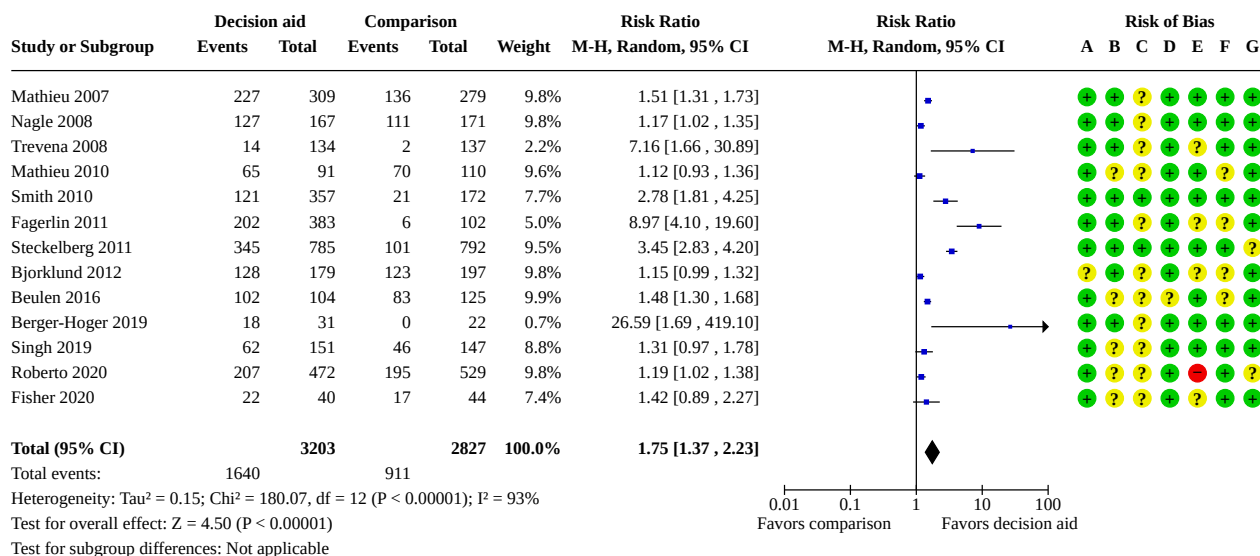 Decision aid Comparison Risk Ratio Risk Ratio Risk of Bias
Study or Subgroup Events Total Events Total Weight M-H, Random, 95% CI M-H, Random, 95% CI A B C D E F G
Mathieu 2007 227 309 136 279 9.8% 1.51 [1.31 , 1.73] + + ? + + + +
Nagle 2008 127 167 111 171 9.8% 1.17 [1.02 , 1.35] + + ? + + + +
Trevena 2008 14 134 2 137 2.2% 7.16 [1.66 , 30.89] + + ? + ? + +
Mathieu 2010 65 91 70 110 9.6% 1.12 [0.93 , 1.36] + ? ? + + ? +
Smith 2010 121 357 21 172 7.7% 2.78 [1.81 , 4.25] + + + + + + +
Fagerlin 2011 202 383 6 102 5.0% 8.97 [4.10 , 19.60] + + ? + ? ? +
Steckelberg 2011 345 785 101 792 9.5% 3.45 [2.83 , 4.20] + + + + + + ?
Bjorklund 2012 128 179 123 197 9.8% 1.15 [0.99 , 1.32] ? + ? + ? ? +
Beulen 2016 102 104 83 125 9.9% 1.48 [1.30 , 1.68] + ? ? ? + ? +
Berger-Hoger 2019 18 31 0 22 0.7% 26.59 [1.69 , 419.10] + + ? + + + +
Singh 2019 62 151 46 147 8.8% 1.31 [0.97 , 1.78] + ? ? + + + +
Roberto 2020 207 472 195 529 9.8% 1.19 [1.02 , 1.38] + ? ? + − + ?
Fisher 2020 22 40 17 44 7.4% 1.42 [0.89 , 2.27] + ? ? + ? + +
Total (95% CI) 3203 2827 100.0% 1.75 [1.37 , 2.23]
Total events: 1640 911
Heterogeneity: Tau² = 0.15; Chi² = 180.07, df = 12 (P < 0.00001); I² = 93%
Test for overall effect: Z = 4.50 (P < 0.00001)
Test for subgroup differences: Not applicable
0.01 0.1 1 10 100
Favors comparison Favors decision aid